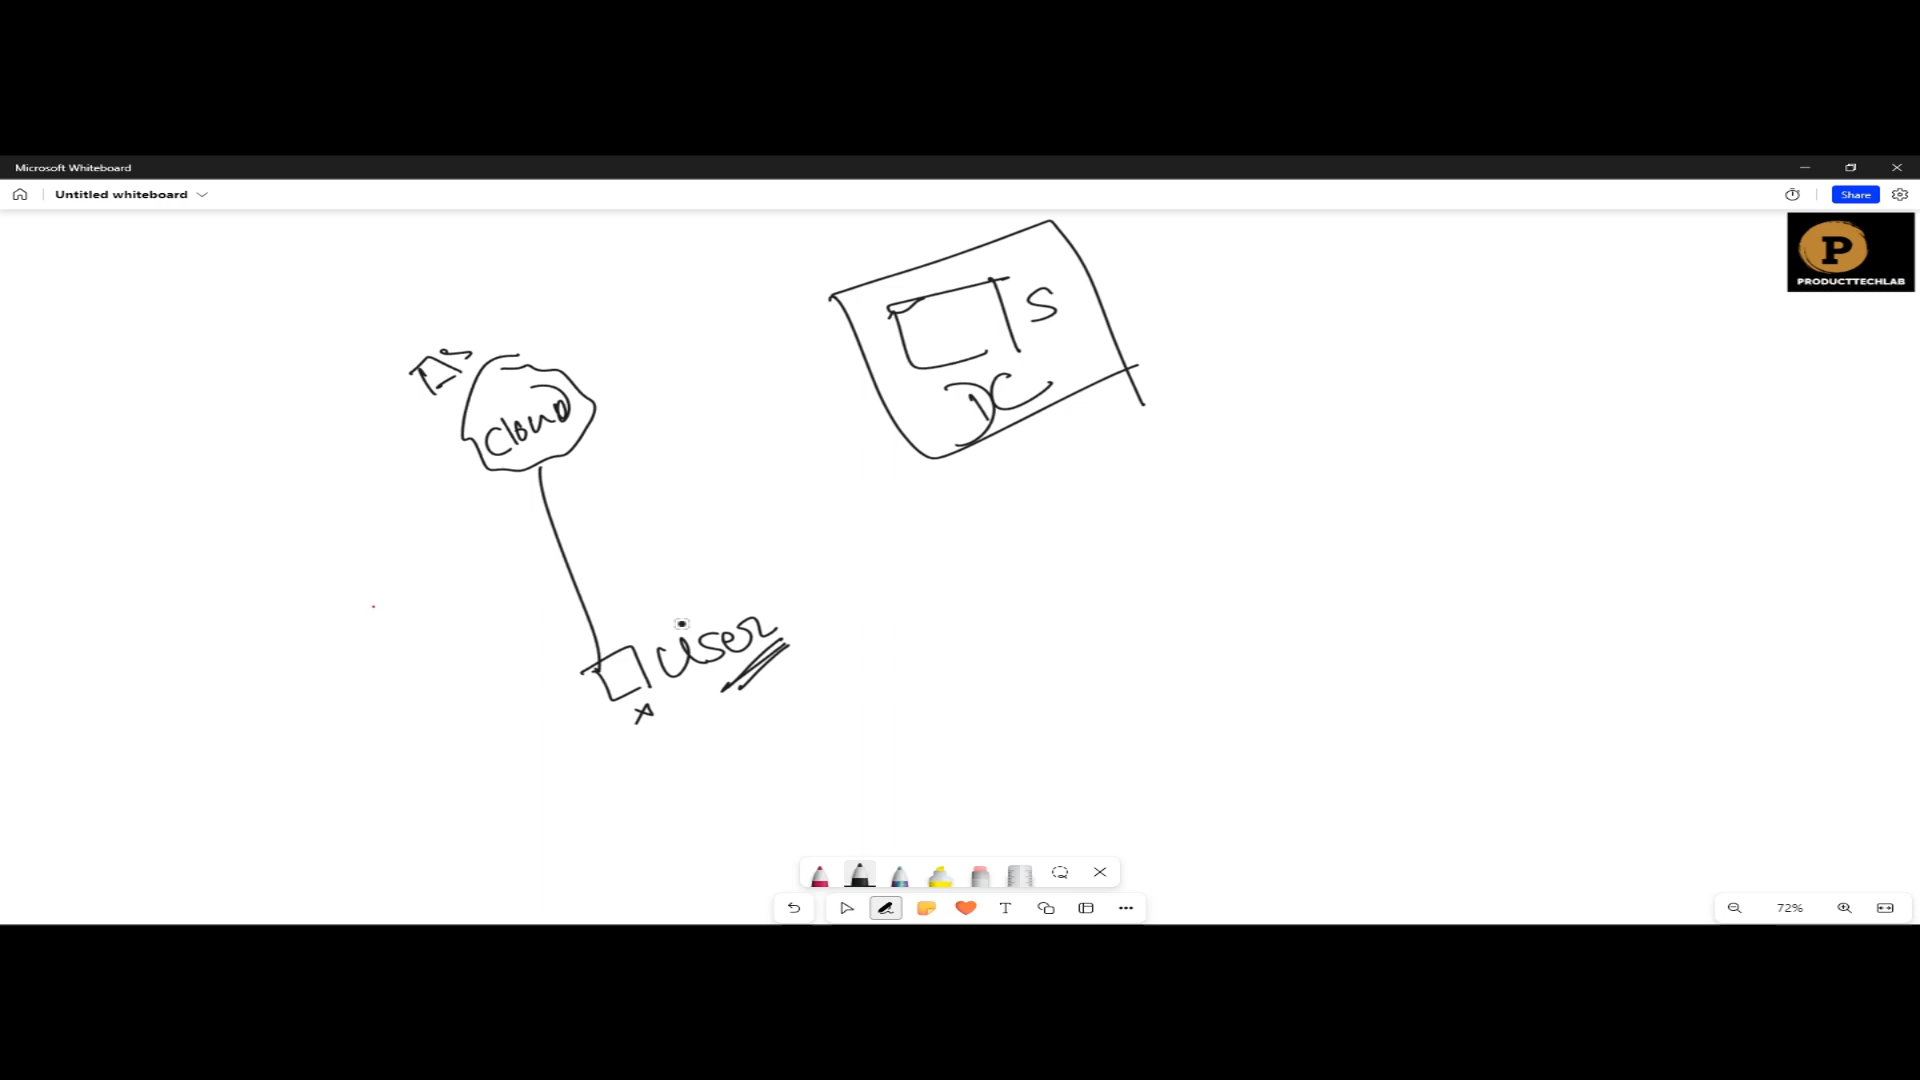 Microsoft Whiteboard
Untitled whiteboard
Share
P
PRODUCTTECHLAB
S
DC
Cloud
User
x
72%